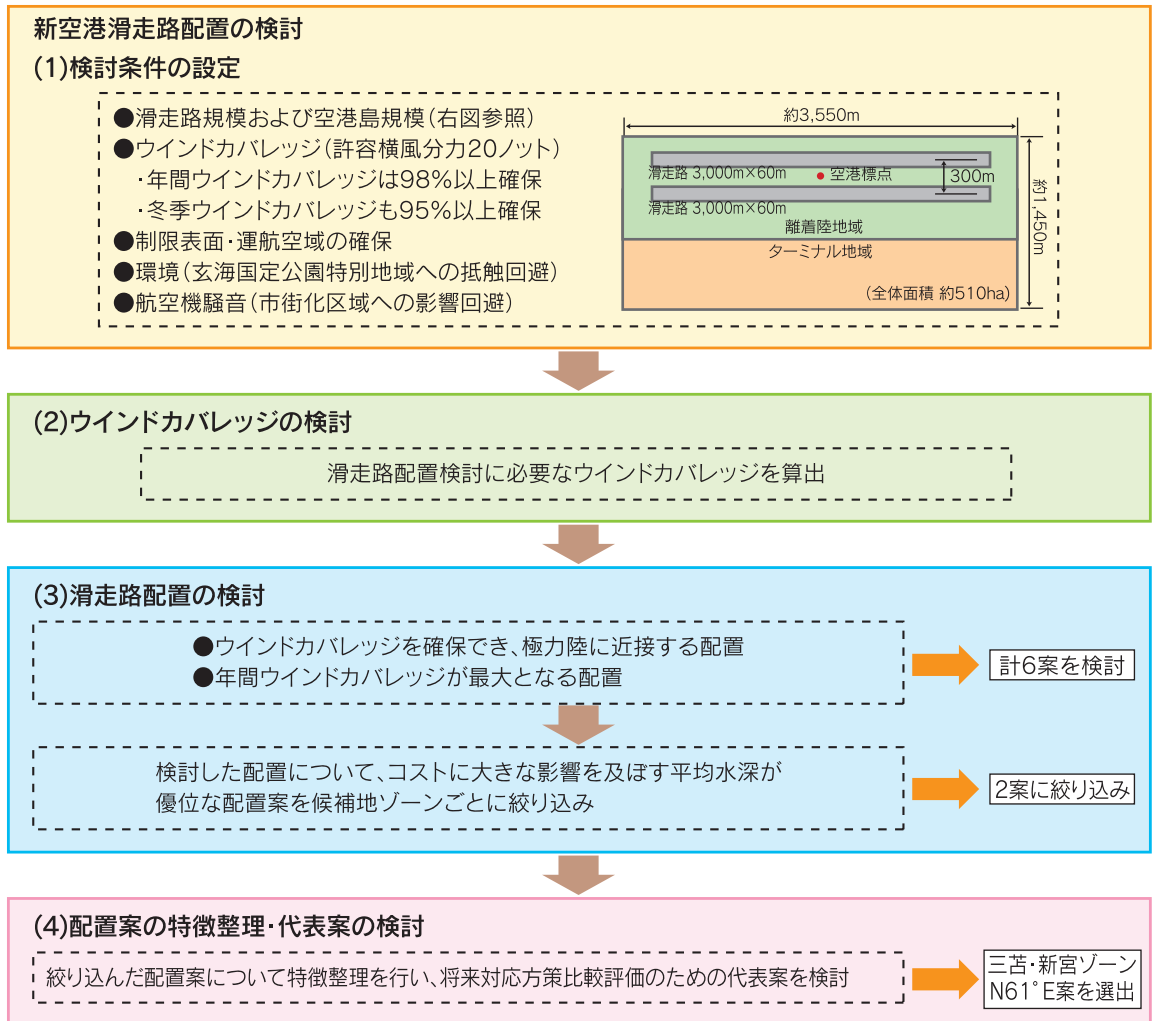 新空港滑走路配置の検討
(1)検討条件の設定
●滑走路規模および空港島規模(右図参照)
●ウインドカバレッジ(許容横風分力20ノット)
・年間ウインドカバレッジは98%以上確保
・冬季ウインドカバレッジも95%以上確保
●制限表面・運航空域の確保
●環境(玄海国定公園特別地域への抵触回避)
●航空機騒音(市街化区域への影響回避)
約3,550m
滑走路 3,000m×60m
●空港標点
300m
滑走路 3,000m×60m
約1,450m
離着陸地域
ターミナル地域
(全体面積 約510ha)
(2)ウインドカバレッジの検討
滑走路配置検討に必要なウインドカバレッジを算出
(3)滑走路配置の検討
●ウインドカバレッジを確保でき、極力陸に近接する配置
●年間ウインドカバレッジが最大となる配置
計6案を検討
検討した配置について、コストに大きな影響を及ぼす平均水深が
優位な配置案を候補地ゾーンごとに絞り込み
2案に絞り込み
(4)配置案の特徴整理・代表案の検討
絞り込んだ配置案について特徴整理を行い、将来対応方策比較評価のための代表案を検討
三苫・新宮ゾーン
N61°E案を選出